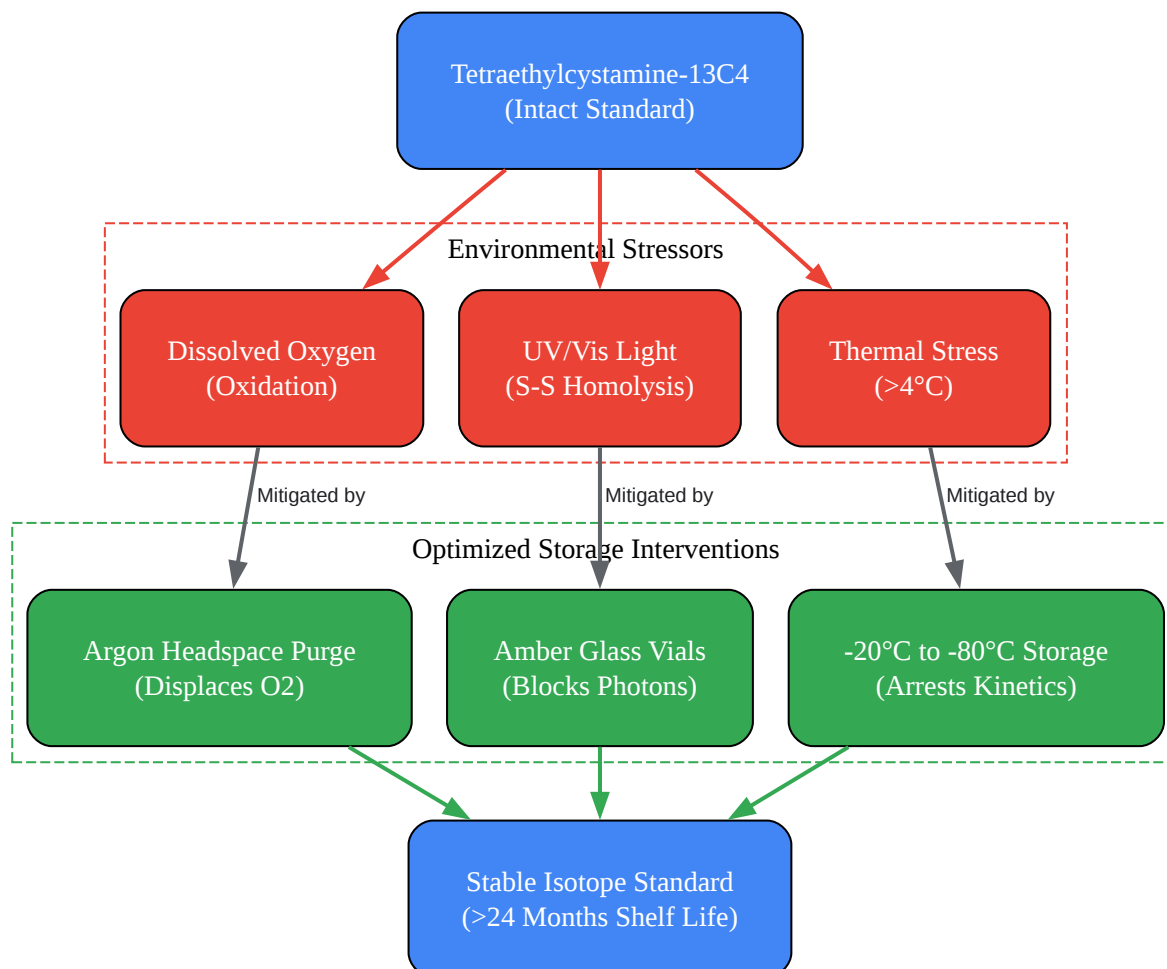 Tetraethylcystamine-13C4
(Intact Standard)
Environmental Stressors
Dissolved Oxygen
(Oxidation)
UV/Vis Light
(S-S Homolysis)
Thermal Stress
(>4°C)
Mitigated by
Mitigated by
Mitigated by
Optimized Storage Interventions
Argon Headspace Purge
(Displaces O2)
Amber Glass Vials
(Blocks Photons)
-20°C to -80°C Storage
(Arrests Kinetics)
Stable Isotope Standard
(>24 Months Shelf Life)